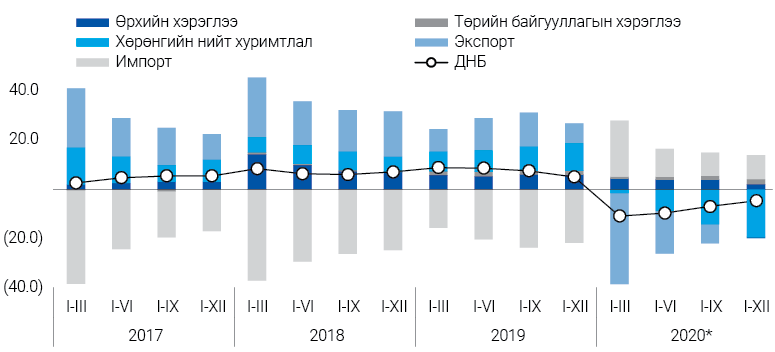 Өрхийн хэрэглээ
Төрийн байгууллагын хэрэглээ
Хөрөнгийн нийт хуримтлал
Экспорт
Импорт
ДНБ
40.0
20.0
-
(20.0)
(40.0)
I-III I-VI I-IX I-XII I-III I-VI I-IX I-XII I-III I-VI I-IX I-XII I-III I-VI I-IX I-XII
2017 2018 2019 2020*